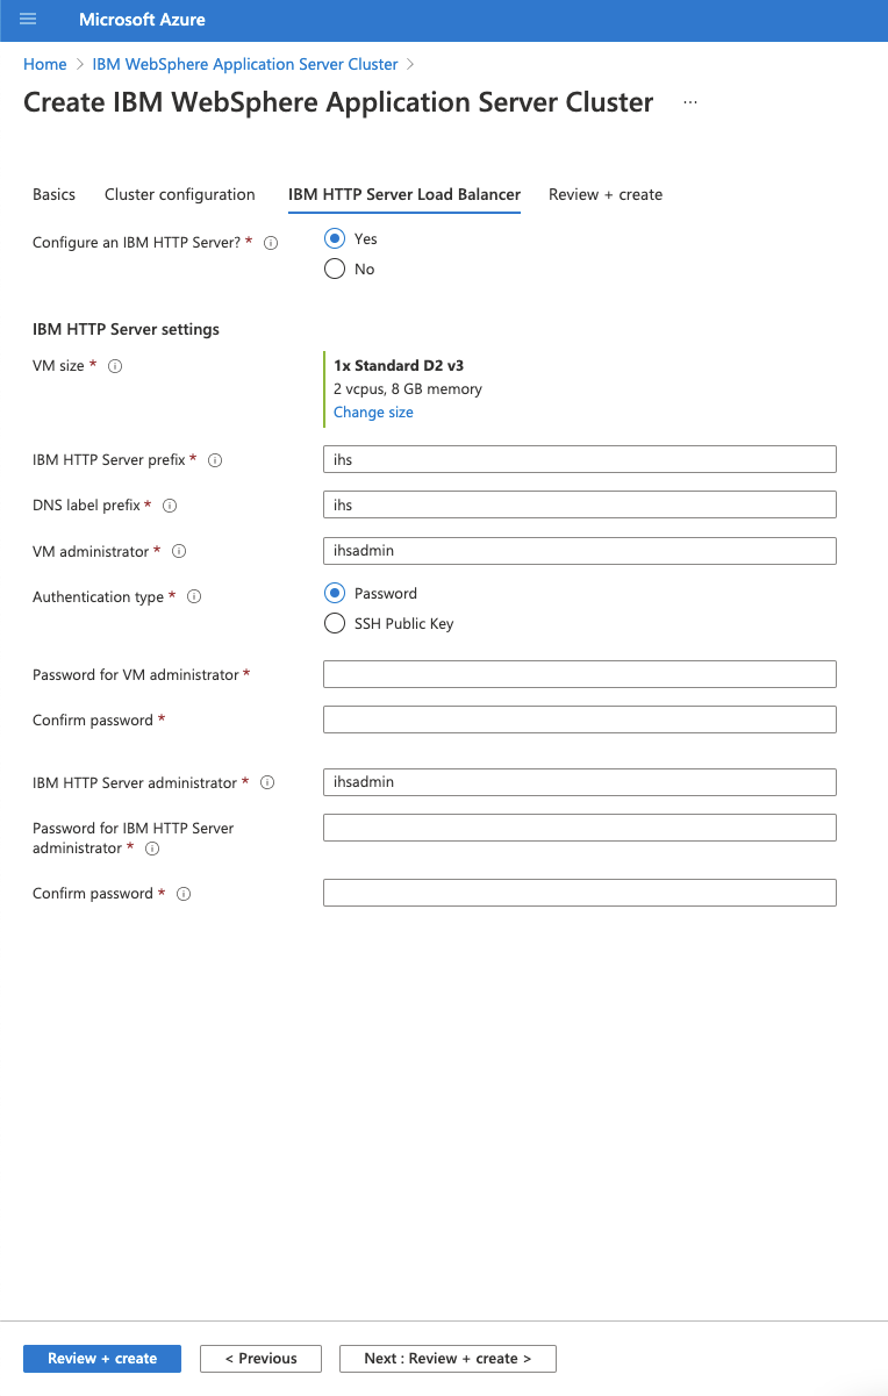 Microsoft Azure
Home > IBM WebSphere Application Server Cluster >
Create IBM WebSphere Application Server Cluster ...
Basics Cluster configuration IBM HTTP Server Load Balancer Review + create
Configure an IBM HTTP Server? *
Yes
No
IBM HTTP Server settings
VM size * 1x Standard D2 v3
2 vcpus, 8 GB memory
Change size
IBM HTTP Server prefix * ihs
DNS label prefix * ihs
VM administrator * ihsadmin
Authentication type * Password
SSH Public Key
Password for VM administrator *
Confirm password *
IBM HTTP Server administrator * ihsadmin
Password for IBM HTTP Server
administrator *
Confirm password *
Review + create < Previous Next : Review + create >